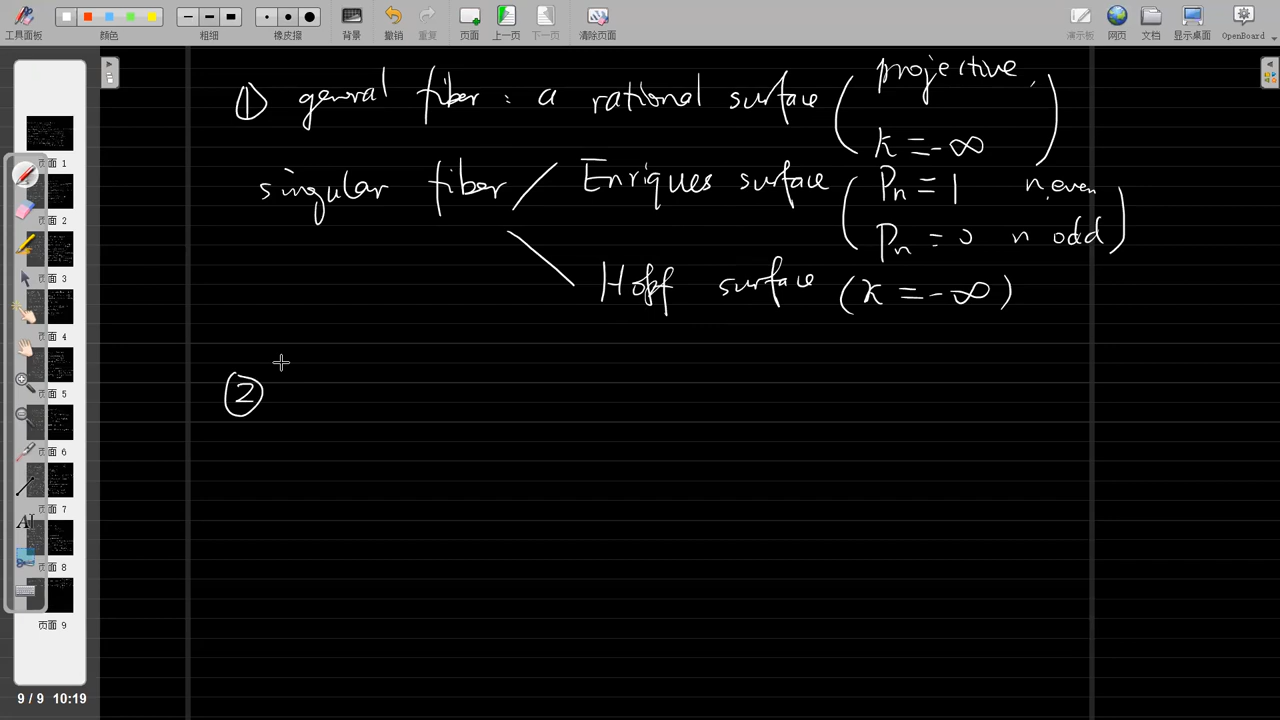 工具面板
颜色
粗细
橡皮擦
背景
撤销
重复
页面
上一页
下一页
清除页面
演示板
网页
文档
显示桌面
OpenBoard
① general fiber : a rational surface ( projective,
κ = -∞ )
singular fiber
Enriques surface ( Pn = 1 n even
Pn = 0 n odd )
Hopf surface (κ = -∞)
②
页面 1
页面 2
页面 3
页面 4
页面 5
页面 6
页面 7
页面 8
页面 9
AI
9 / 9 10:19